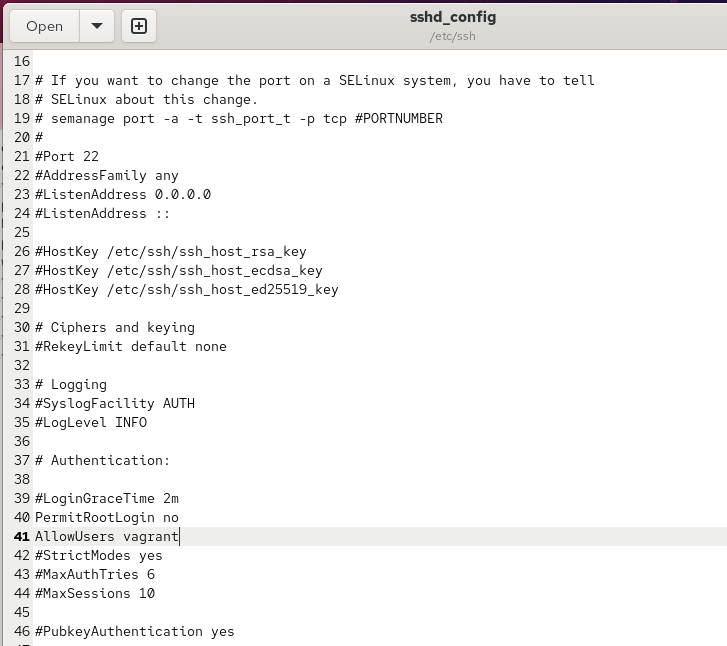 Open
sshd_config
/etc/ssh
16
17 # If you want to change the port on a SELinux system, you have to tell
18 # SELinux about this change.
19 # semanage port -a -t ssh_port_t -p tcp #PORTNUMBER
20 #
21 #Port 22
22 #AddressFamily any
23 #ListenAddress 0.0.0.0
24 #ListenAddress ::
25
26 #HostKey /etc/ssh/ssh_host_rsa_key
27 #HostKey /etc/ssh/ssh_host_ecdsa_key
28 #HostKey /etc/ssh/ssh_host_ed25519_key
29
30 # Ciphers and keying
31 #RekeyLimit default none
32
33 # Logging
34 #SyslogFacility AUTH
35 #LogLevel INFO
36
37 # Authentication:
38
39 #LoginGraceTime 2m
40 PermitRootLogin no
41 AllowUsers vagrant
42 #StrictModes yes
43 #MaxAuthTries 6
44 #MaxSessions 10
45
46 #PubkeyAuthentication yes